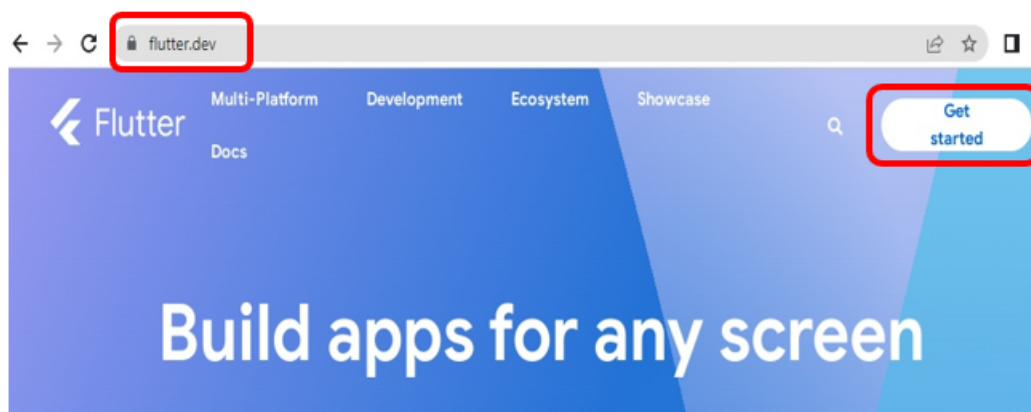 flutter.dev
Flutter
Multi-Platform Development Ecosystem Showcase
Docs
Get
started
Build apps for any screen